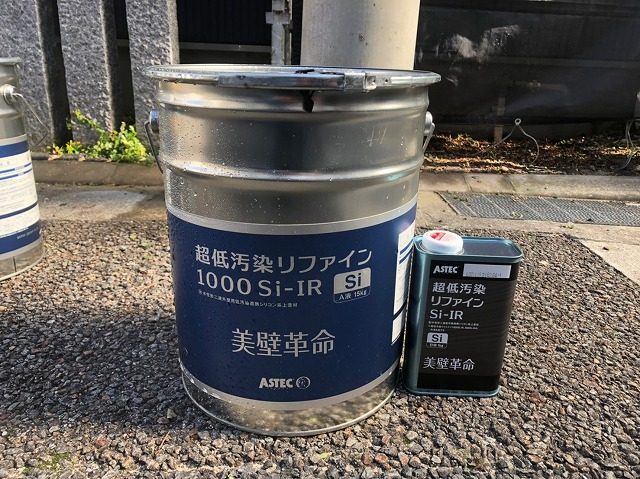 超低汚染リファイン
1000 Si-IR
Si
A液 15kg
美壁革命
ASTEC
ASTEC
超低汚染
リファイン
Si-IR
Si
美壁革命